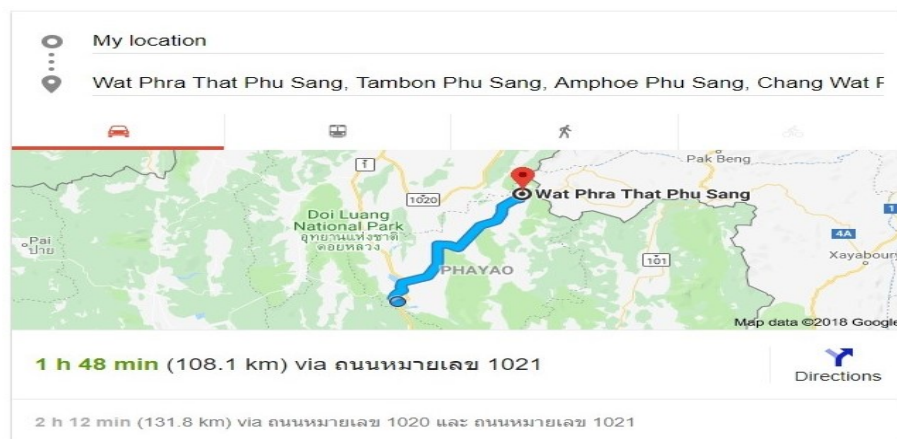 My location
Wat Phra That Phu Sang, Tambon Phu Sang, Amphoe Phu Sang, Chang Wat P
1
Pak Beng
1020
Wat Phra That Phu Sang
Doi Luang
National Park
อุทยานแห่งชาติ
ดอยหลวง
Pai
ปาย
4A
1
101
Xayaboury
PHAYAO
Map data ©2018 Google
1 h 48 min (108.1 km) via ถนนหมายเลข 1021
Directions
2 h 12 min (131.8 km) via ถนนหมายเลข 1020 และ ถนนหมายเลข 1021